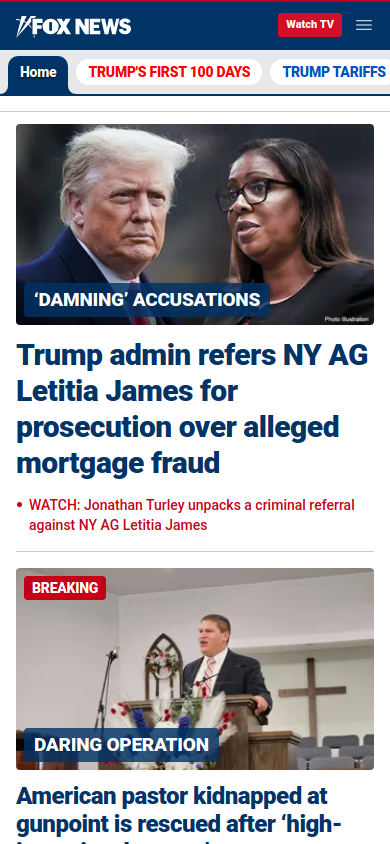 FOX NEWS
Watch TV
Home
TRUMP'S FIRST 100 DAYS
TRUMP TARIFFS
‘DAMNING’ ACCUSATIONS
Photo Illustration
Trump admin refers NY AG
Letitia James for
prosecution over alleged
mortgage fraud
• WATCH: Jonathan Turley unpacks a criminal referral
against NY AG Letitia James
BREAKING
DARING OPERATION
American pastor kidnapped at
gunpoint is rescued after ‘high-